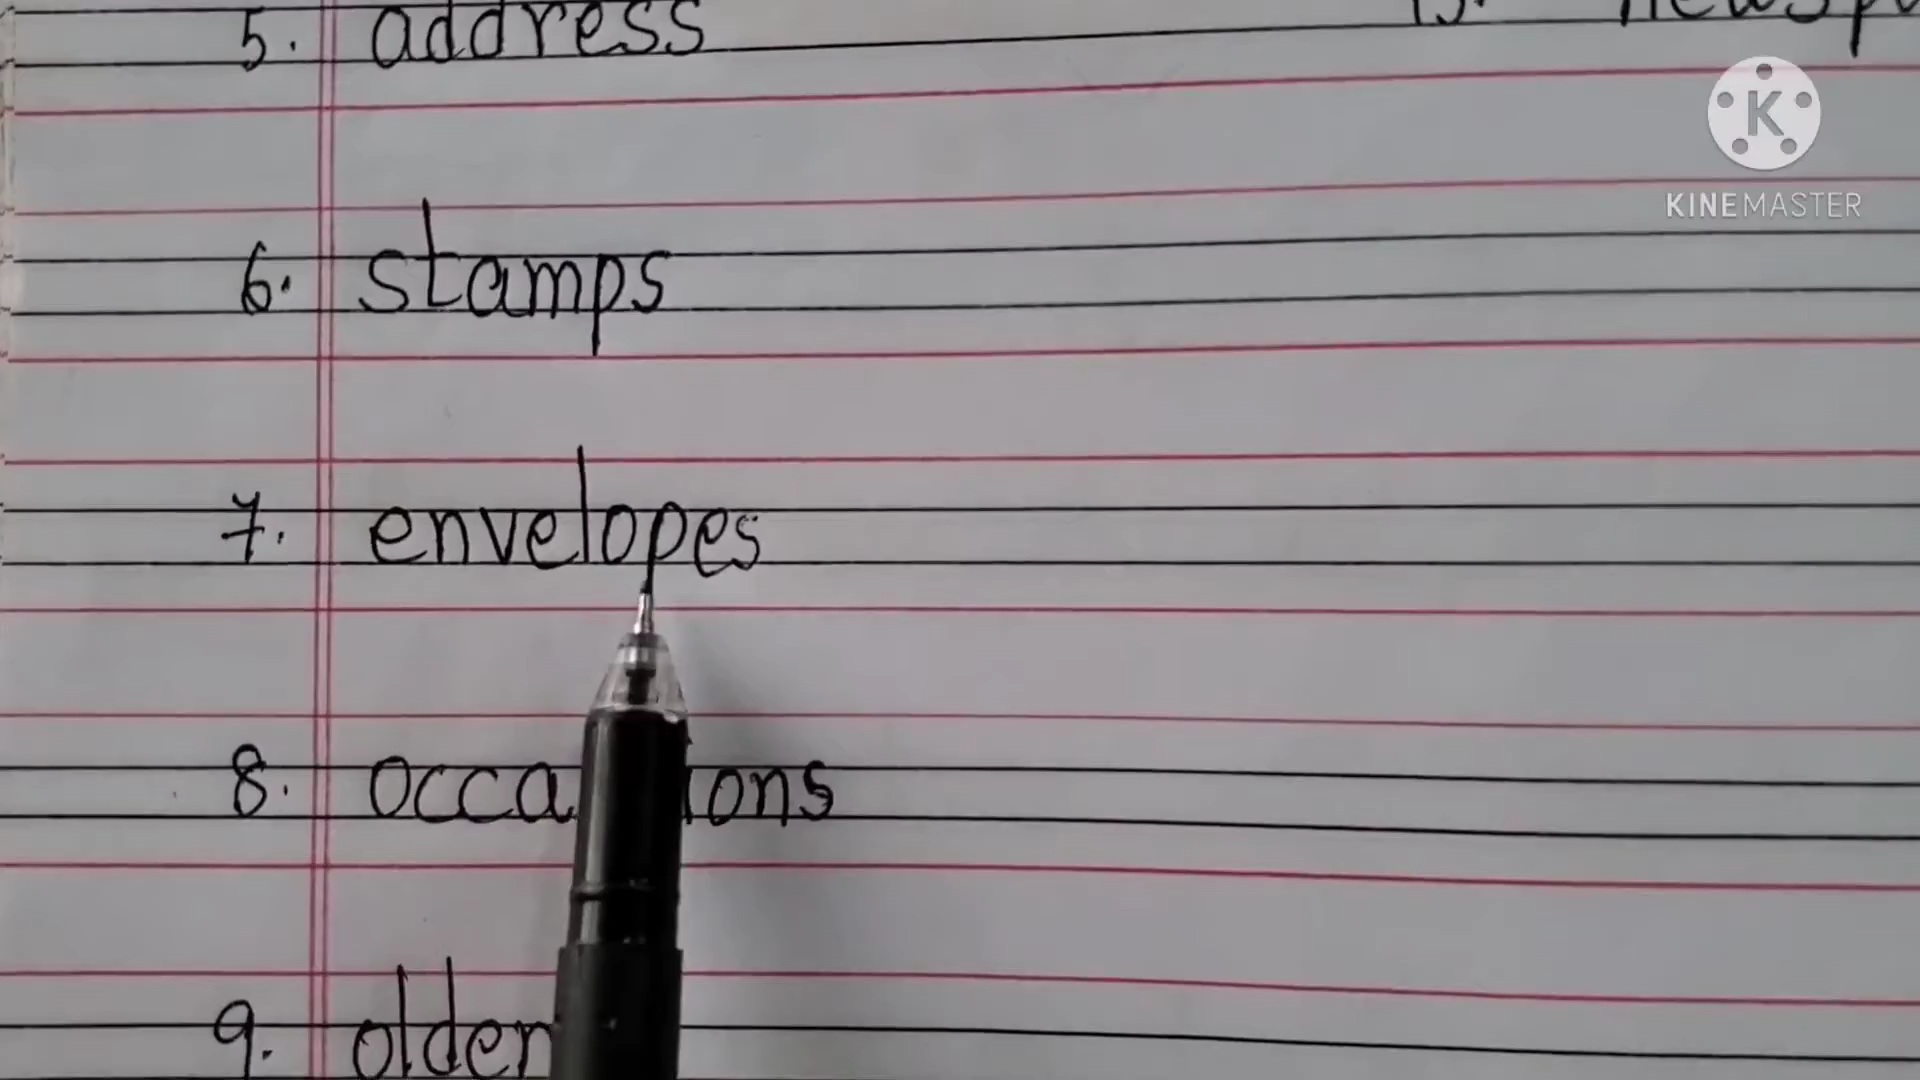 5. address
6. stamps
7. envelopes
8.
9.
KINEMASTER